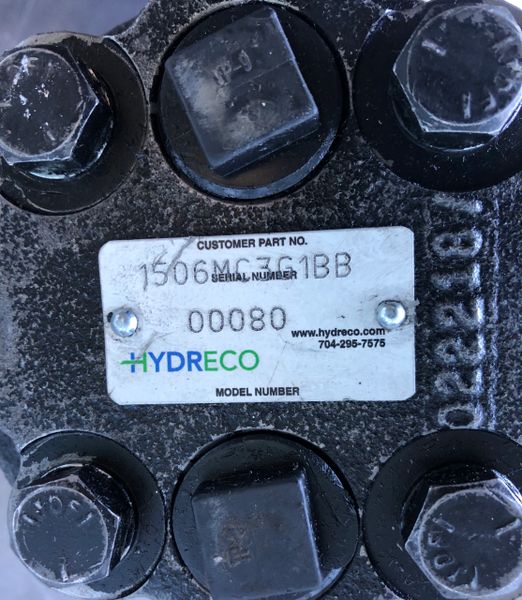 CUSTOMER PART NO.
1506MC3G1BB
SERIAL NUMBER
00080
www.hydreco.com
704-295-7575
HYDRECO
MODEL NUMBER